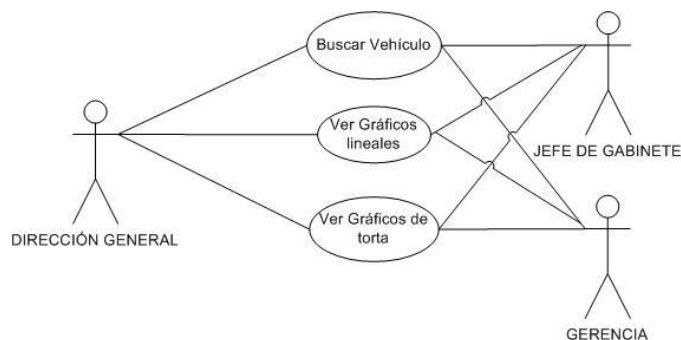 Buscar Vehículo
Ver Gráficos
lineales
JEFE DE GABINETE
Ver Gráficos de
torta
DIRECCIÓN GENERAL
GERENCIA